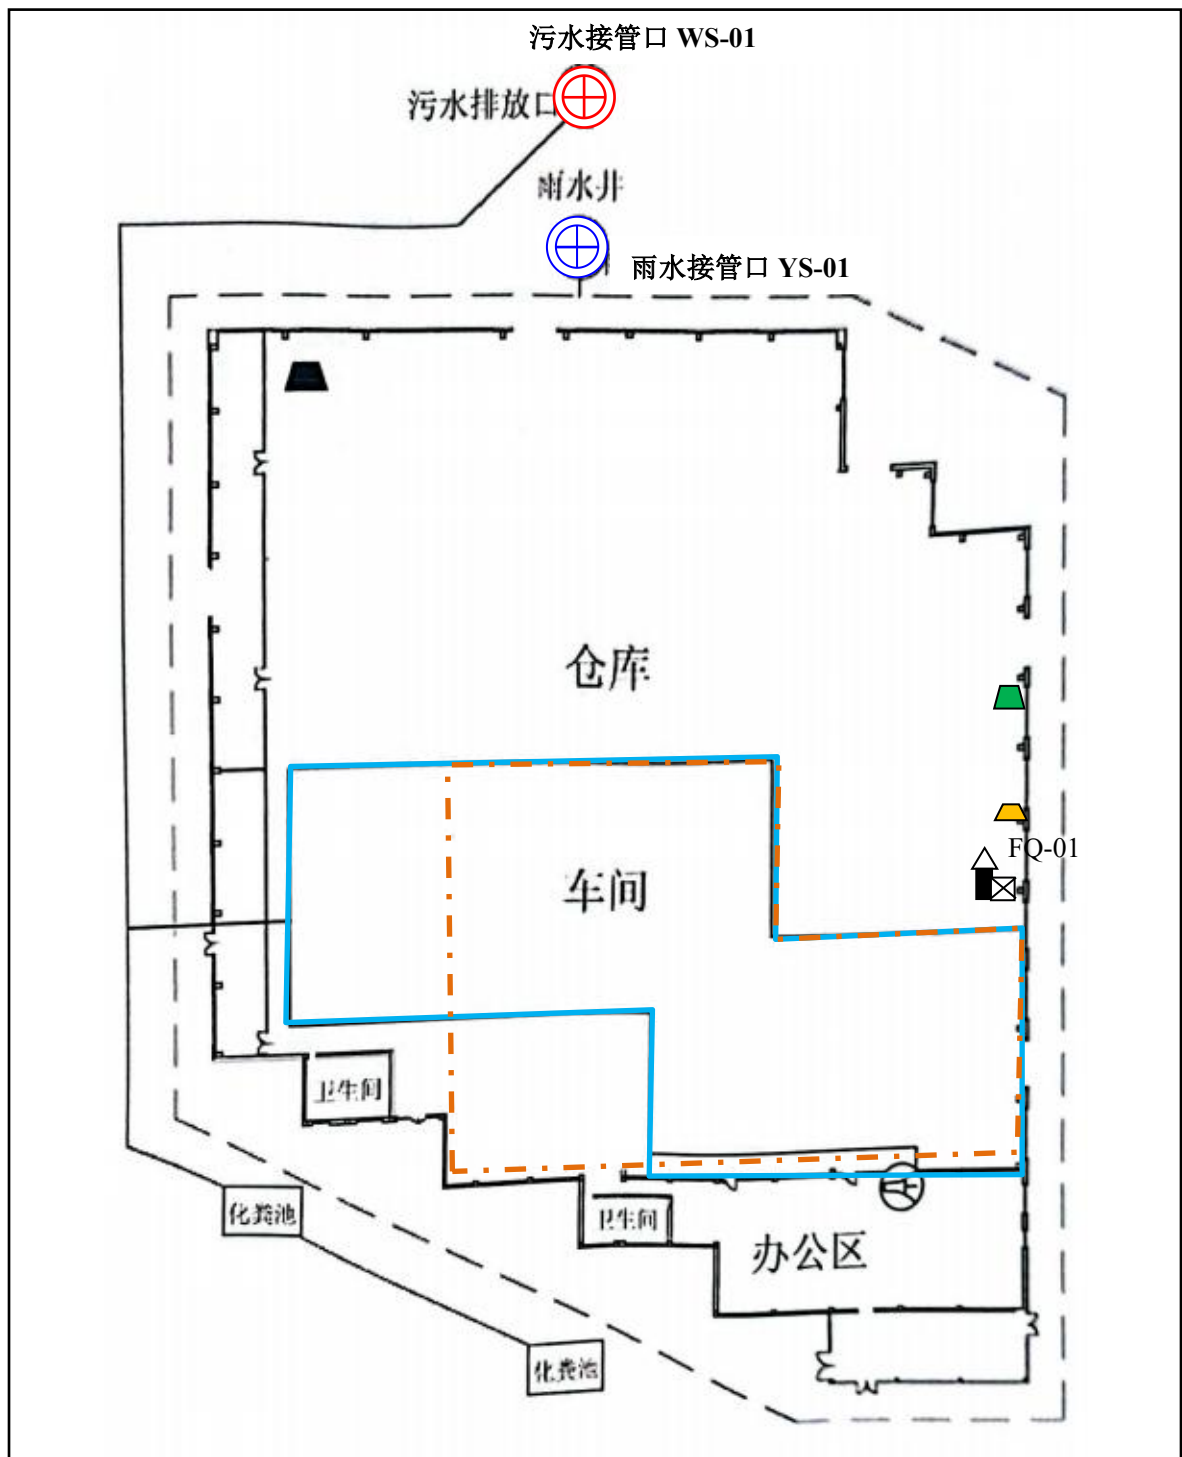 污水接管口 WS-01
污水排放口
雨水井
雨水接管口 YS-01
仓库
FQ-01
车间
卫生间
化粪池
卫生间
办公区
化粪池